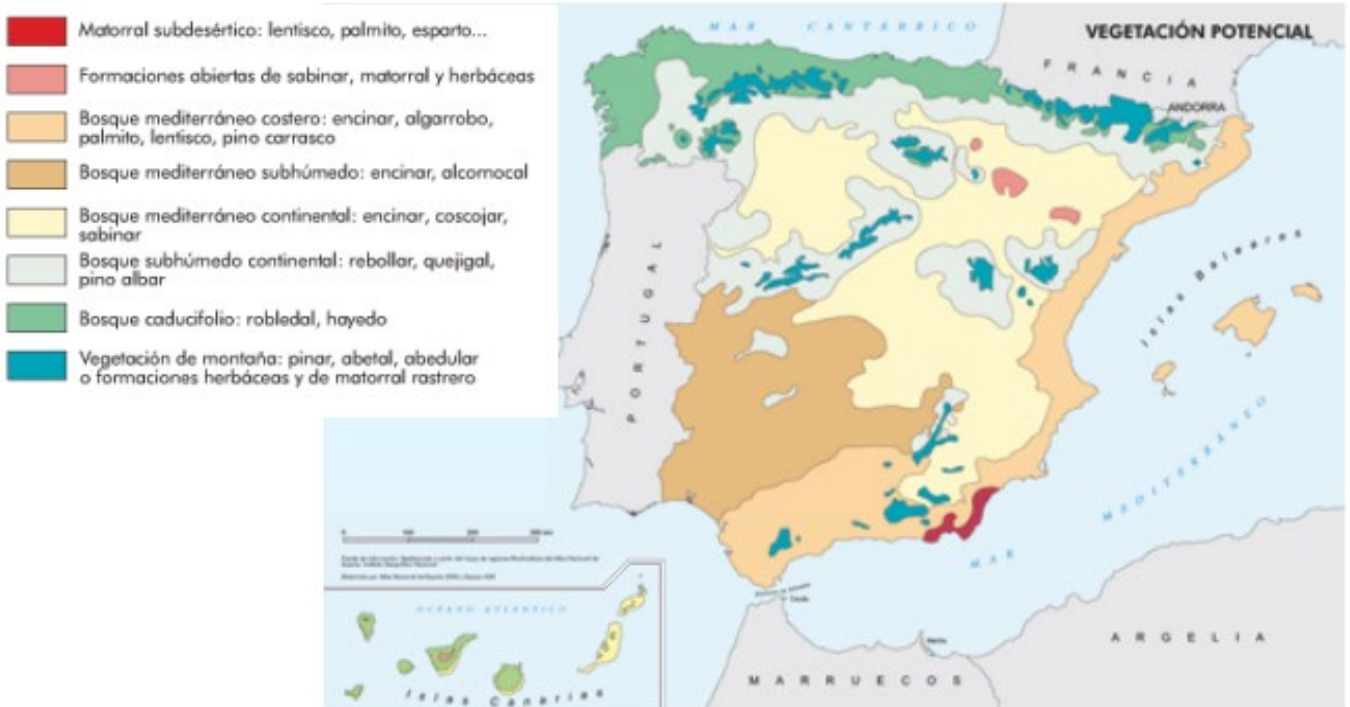 Matorral subdesértico: lentisco, palmito, esparto...
Formaciones abiertas de sabinar, matorral y herbáceas
Bosque mediterráneo costero: encinar, algarrobo,
palmito, lentisco, pino carrasco
Bosque mediterráneo subhúmedo: encinar, alcornocal
Bosque mediterráneo continental: encinar, coscojar,
sabinar
Bosque subhúmedo continental: rebollar, quejigal,
pino albar
Bosque caducifolio: robledal, hayedo
Vegetación de montaña: pinar, abetal, abedular
o formaciones herbáceas y de matorral rastrero
VEGETACIÓN POTENCIAL
MAR CANTÁBRICO
FRANCIA
ANDORRA
PORTUGAL
Islas Baleares
MAR MEDITERRÁNEO
OCÉANO ATLÁNTICO
Islas Canarias
Ceuta
Melilla
MARRUECOS
ARGELIA